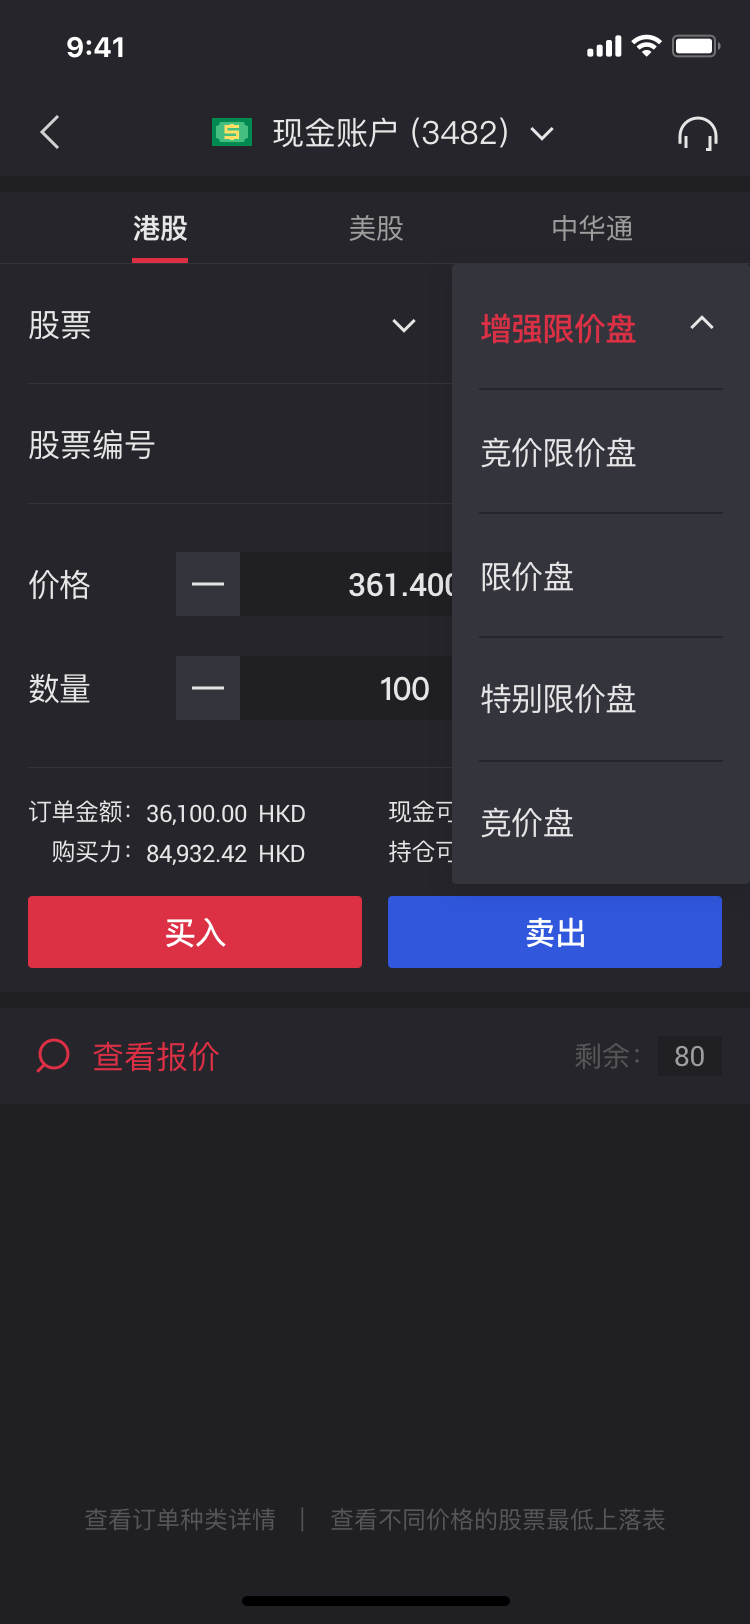 9:41
现金账户 (3482)
港股 美股 中华通
股票 增强限价盘
股票编号 竞价限价盘
价格 361.400 限价盘
数量 100 特别限价盘
订单金额: 36,100.00 HKD 现金可 竞价盘
购买力: 84,932.42 HKD 持仓可
买入 卖出
查看报价 剩余: 80
查看订单种类详情 | 查看不同价格的股票最低上落表